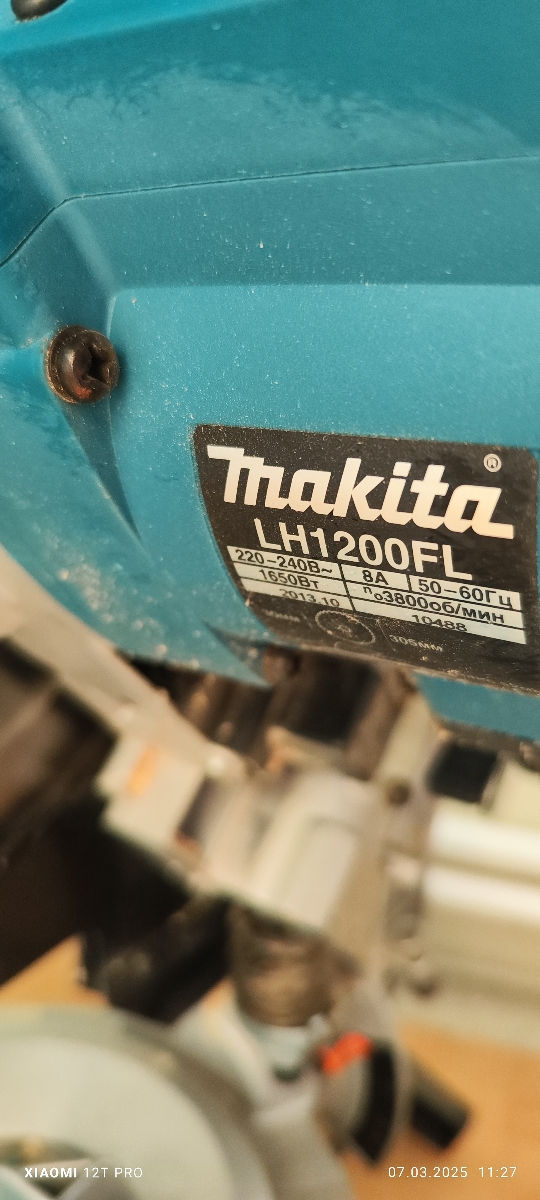 makita®
LH1200FL
220-240В~ 8А 50-60Гц
1650Вт n₀3800об/мин
2013.10 10488
305мм
XIAOMI 12T PRO
07.03.2025 11:27